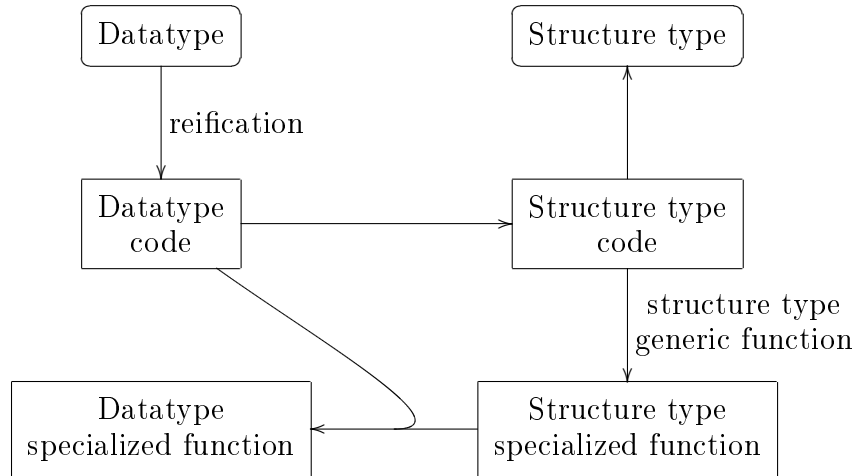 Datatype
Structure type
reification
Datatype
code
Structure type
code
structure type
generic function
Datatype
specialized function
Structure type
specialized function